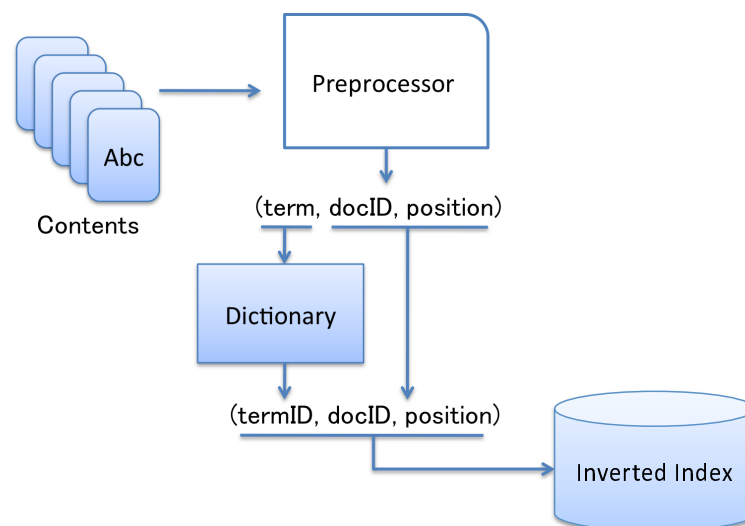 Preprocessor
Abc
Contents
(term, docID, position)
Dictionary
(termID, docID, position)
Inverted Index